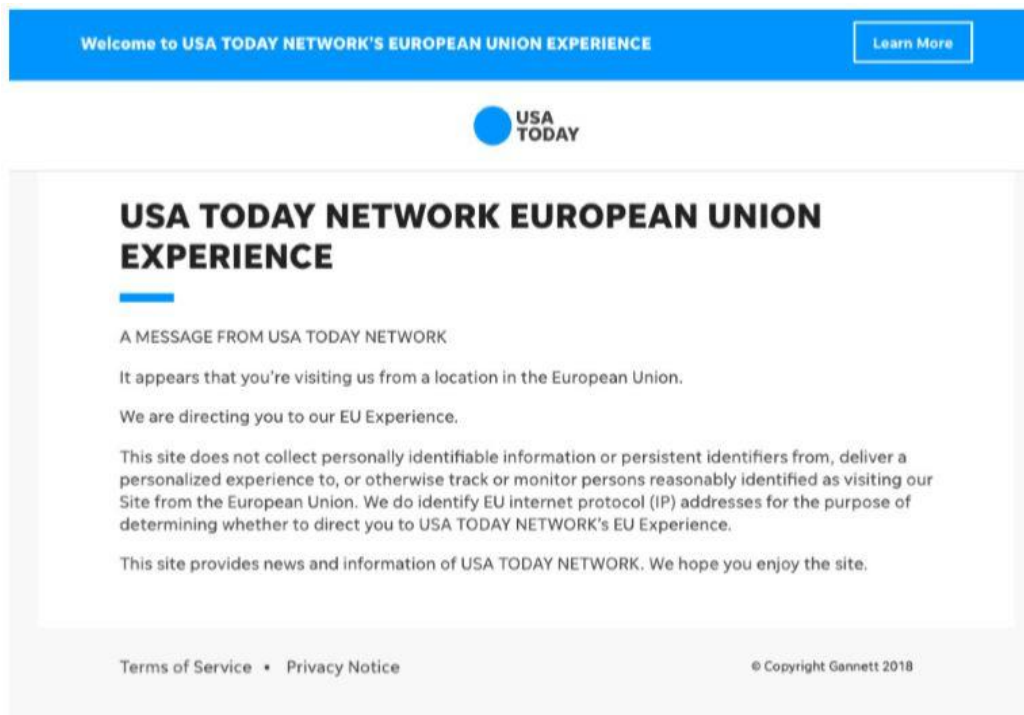 Welcome to USA TODAY NETWORK'S EUROPEAN UNION EXPERIENCE
Learn More
USA
TODAY
USA TODAY NETWORK EUROPEAN UNION
EXPERIENCE
A MESSAGE FROM USA TODAY NETWORK
It appears that you're visiting us from a location in the European Union.
We are directing you to our EU Experience.
This site does not collect personally identifiable information or persistent identifiers from, deliver a
personalized experience to, or otherwise track or monitor persons reasonably identified as visiting our
Site from the European Union. We do identify EU internet protocol (IP) addresses for the purpose of
determining whether to direct you to USA TODAY NETWORK's EU Experience.
This site provides news and information of USA TODAY NETWORK. We hope you enjoy the site.
Terms of Service • Privacy Notice
© Copyright Gannett 2018